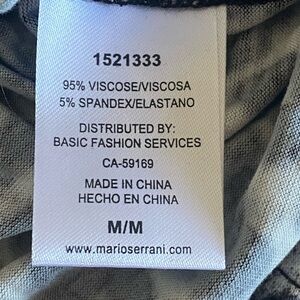 1521333
95% VISCOSE/VISCOSA
5% SPANDEX/ELASTANO
DISTRIBUTED BY:
BASIC FASHION SERVICES
CA-59169
MADE IN CHINA
HECHO EN CHINA
M/M
www.marioserrani.com